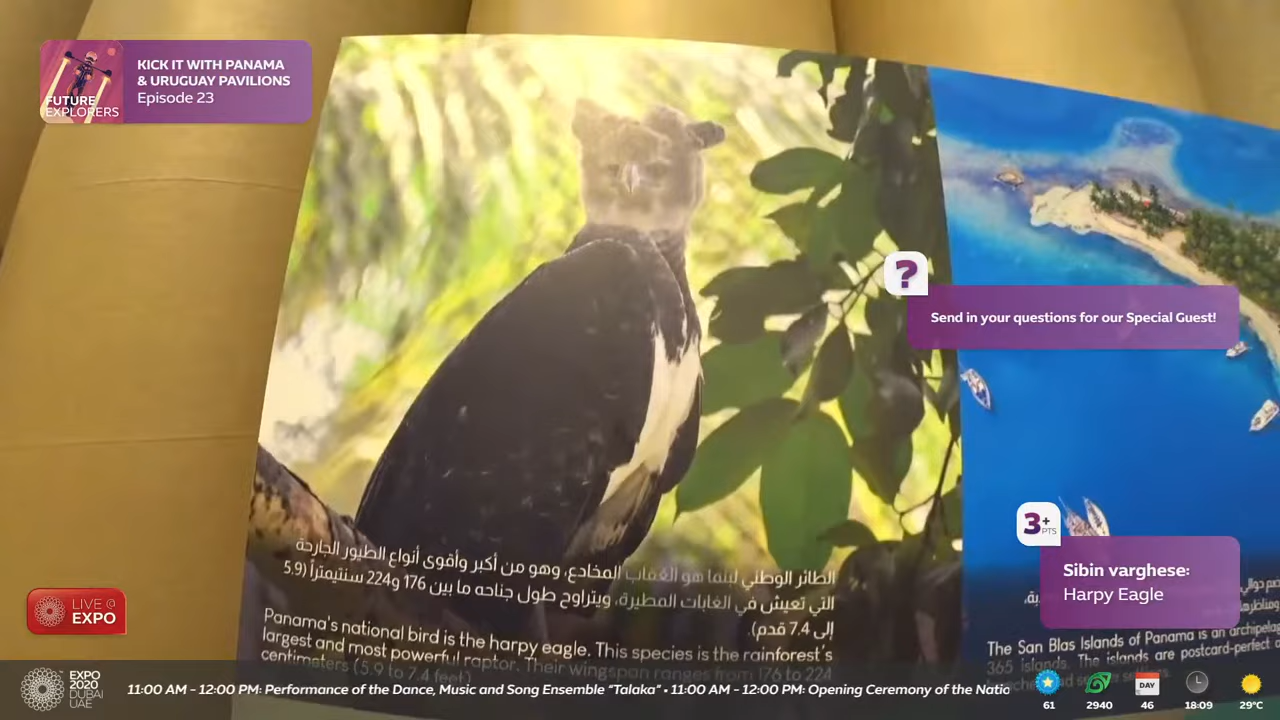 KICK IT WITH PANAMA
& URUGUAY PAVILIONS
Episode 23
FUTURE
EXPLORERS
?
Send in your questions for our Special Guest!
3+
PTS
Sibin varghese:
Harpy Eagle
الطائر الوطني لبنما هو العقاب المخادع، وهو من أكبر وأقوى أنواع الطيور الجارحة
التي تعيش في الغابات المطيرة، ويتراوح طول جناحه ما بين 176 و224 سنتيمتراً (5.9
إلى 7.4 قدم).
Panama's national bird is the harpy eagle. This species is the rainforest's
largest and most powerful raptor. Their wingspan ranges from 176 to 224
centimeters (5.9 to 7.4 feet).
The San Blas Islands of Panama is an archipelag
365 islands. The islands are postcard-perfect
LIVE @
EXPO
EXPO
2020
DUBAI
UAE
11:00 AM - 12:00 PM: Performance of the Dance, Music and Song Ensemble "Talaka" • 11:00 AM - 12:00 PM: Opening Ceremony of the Natio
61
2940
DAY
46
18:09
29°C